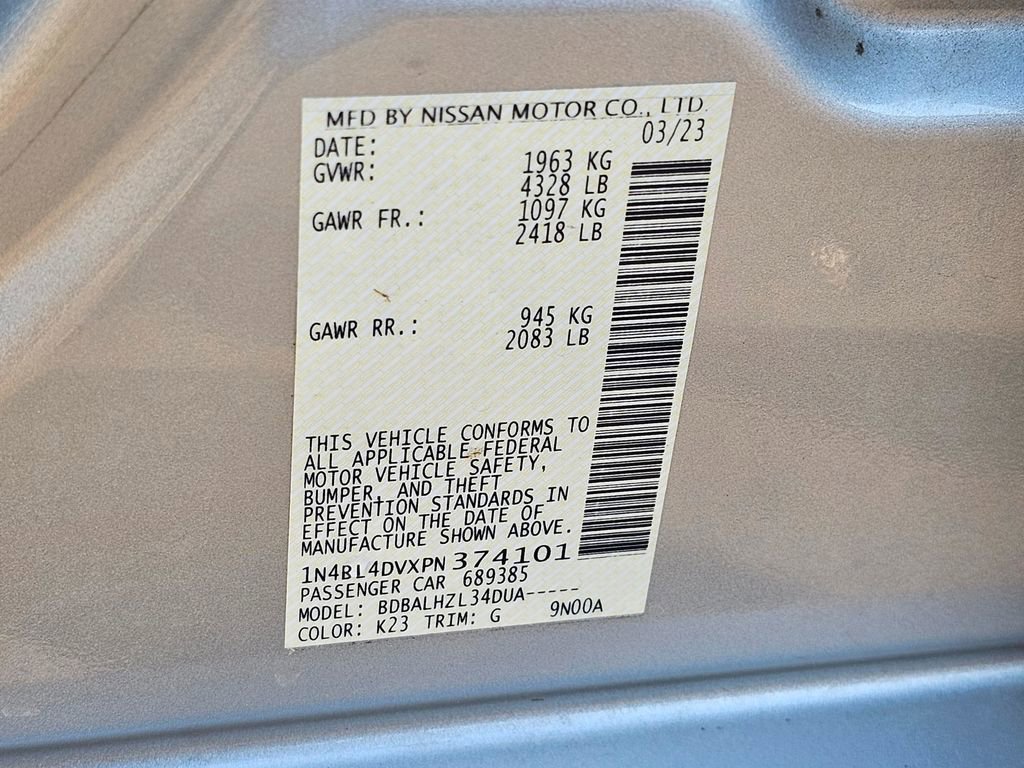 MFD BY NISSAN MOTOR CO., LTD.
DATE: 03/23
GVWR: 1963 KG
4328 LB
GAWR FR.: 1097 KG
2418 LB
GAWR RR.: 945 KG
2083 LB
THIS VEHICLE CONFORMS TO
ALL APPLICABLE FEDERAL
MOTOR VEHICLE SAFETY,
BUMPER, AND THEFT
PREVENTION STANDARDS IN
EFFECT ON THE DATE OF
MANUFACTURE SHOWN ABOVE.
1N4BL4DVXPN374101
PASSENGER CAR 689385
MODEL: BDBALHZL34DUA-----
COLOR: K23 TRIM: G 9N00A